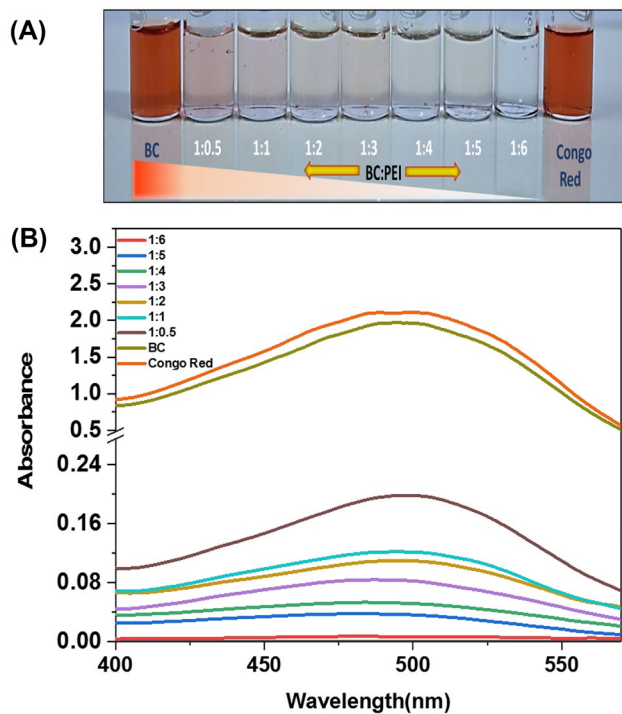 (A)
BC 1:0.5 1:1 1:2 1:3 1:4 1:5 1:6 Congo Red
BC:PEI
(B)
1:6
1:5
1:4
1:3
1:2
1:1
1:0.5
BC
Congo Red
3.0
2.5
2.0
1.5
1.0
0.5
0.24
0.16
0.08
0.00
Absorbance
400 450 500 550
Wavelength(nm)